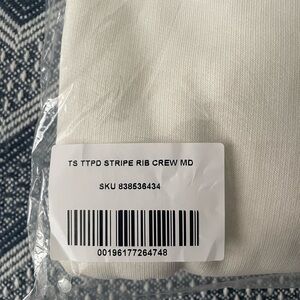 TS TTPD STRIPE RIB CREW MD
SKU 838536434
00196177264748